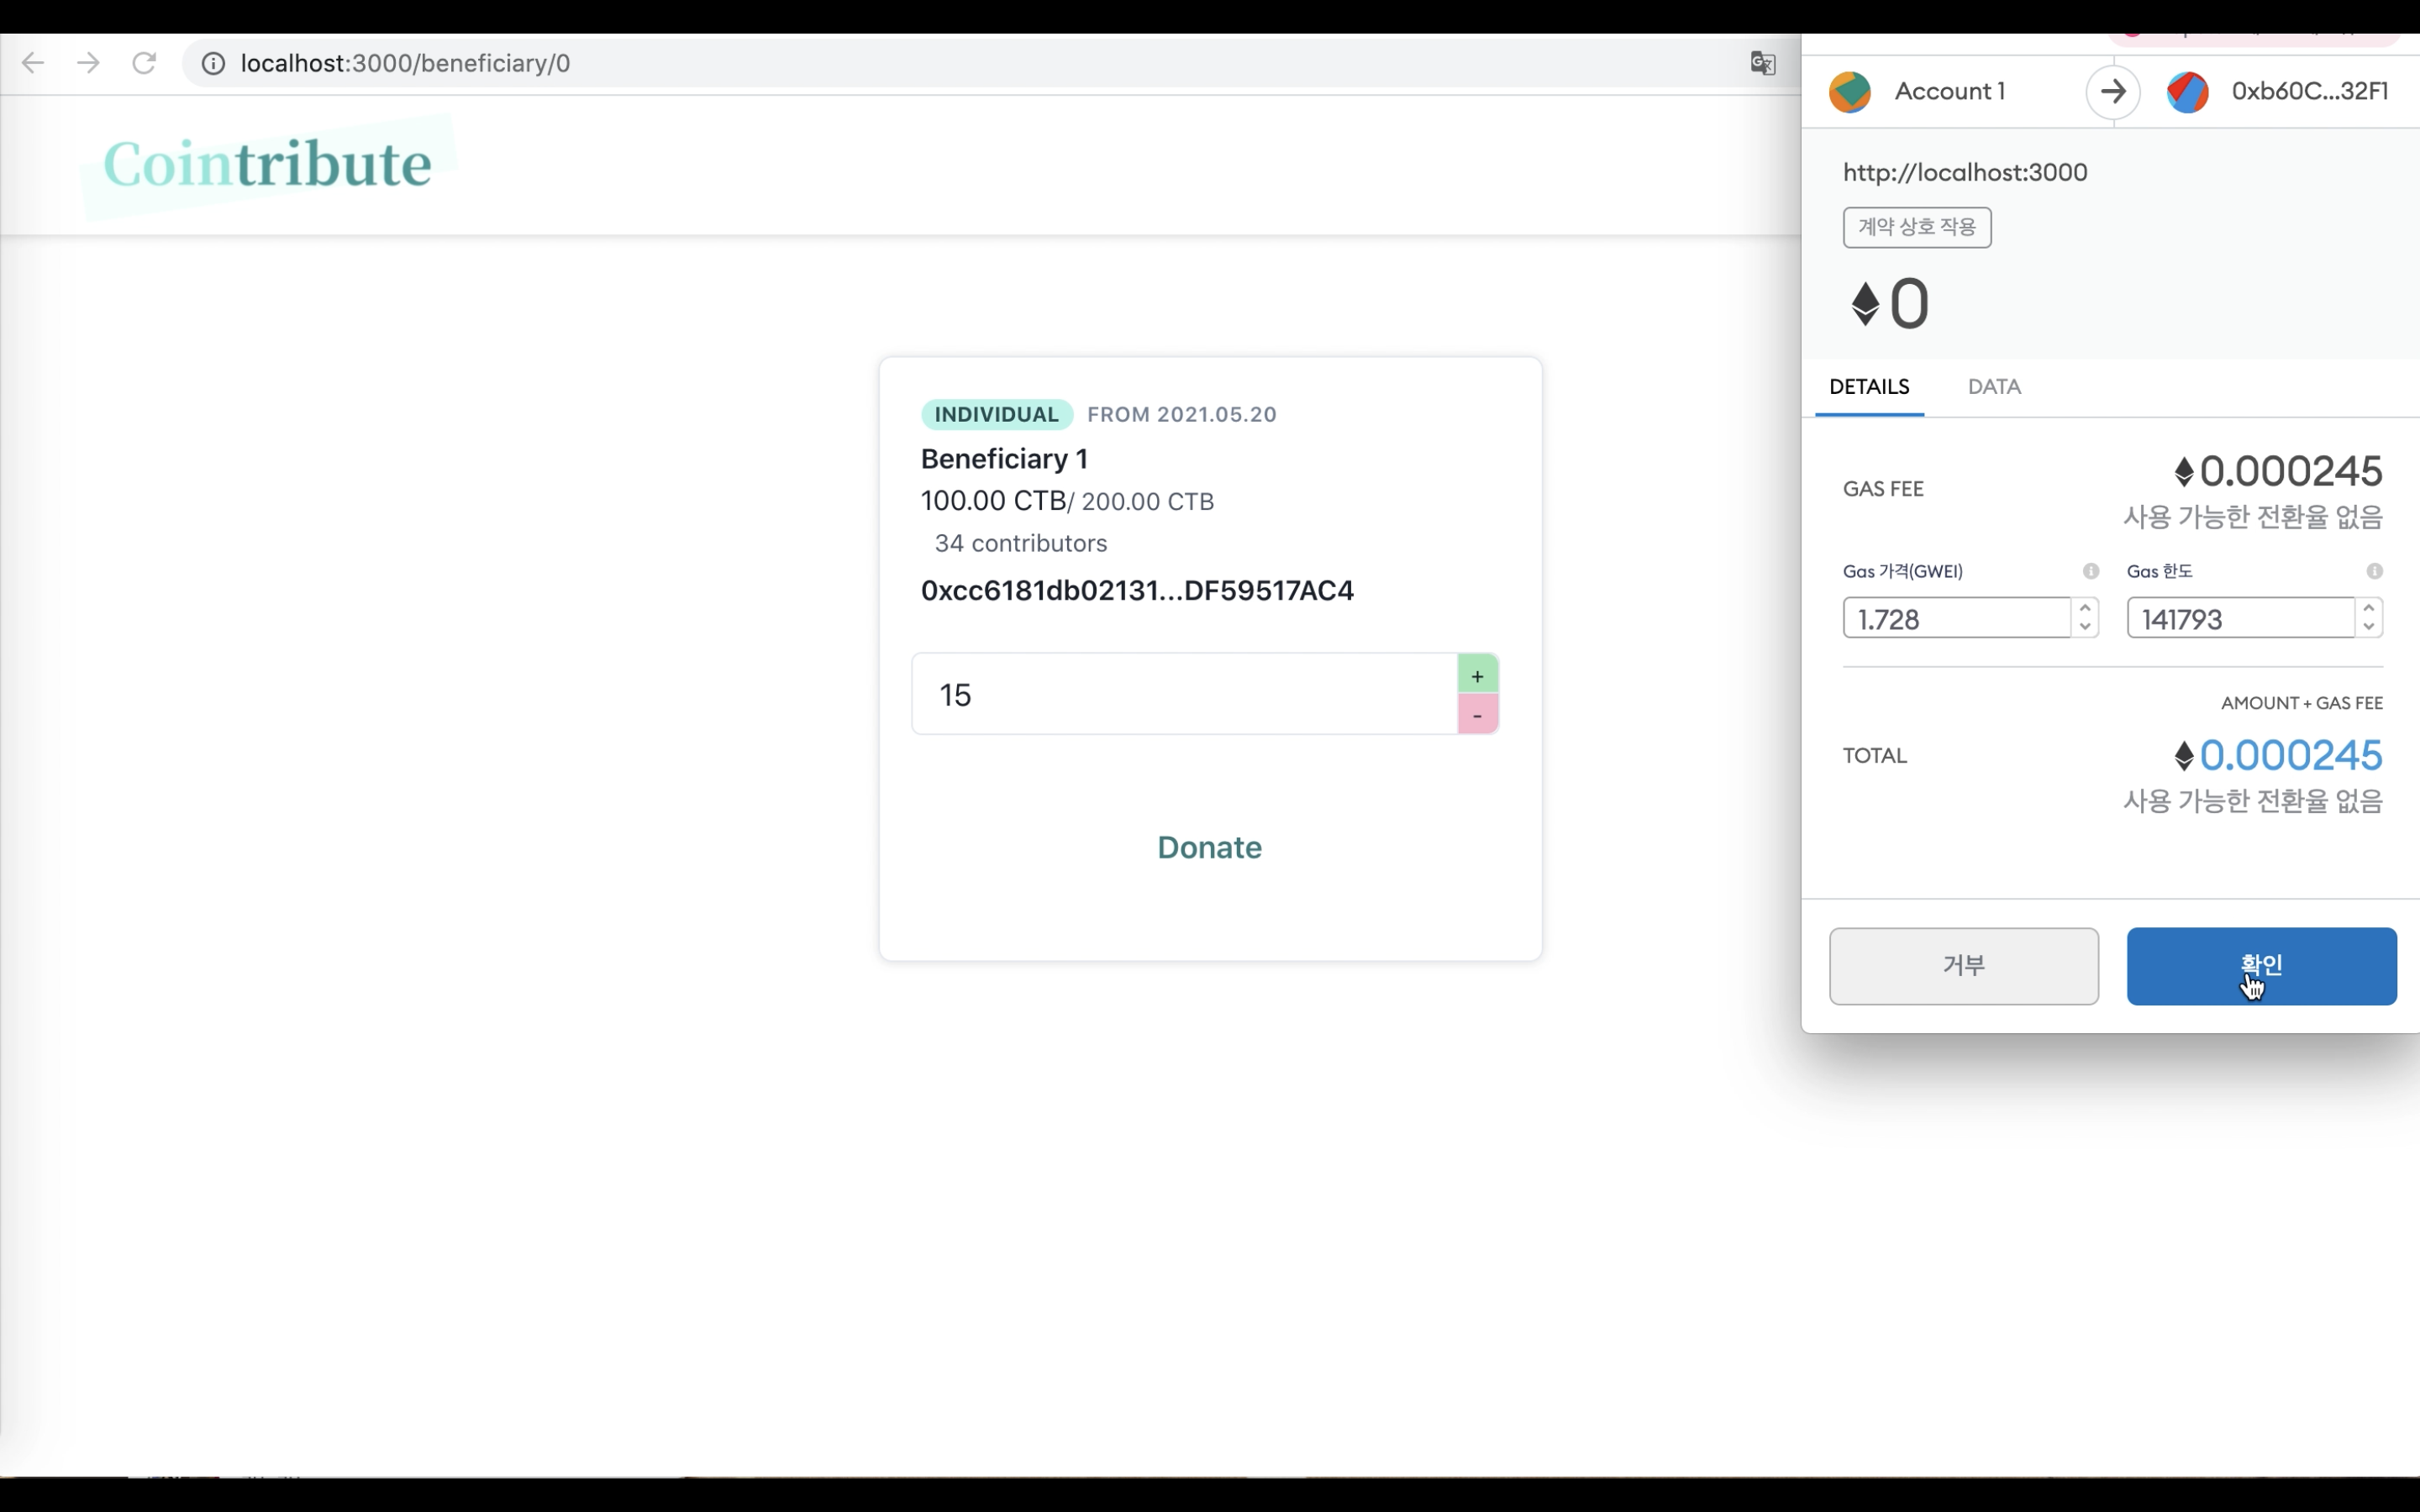 localhost:3000/beneficiary/0
Cointribute
INDIVIDUAL FROM 2021.05.20
Beneficiary 1
100.00 CTB/ 200.00 CTB
34 contributors
0xcc6181db02131...DF59517AC4
15
+
-
Donate
Account 1
0xb60C...32F1
http://localhost:3000
계약 상호 작용
0
DETAILS DATA
GAS FEE
0.000245
사용 가능한 전환율 없음
Gas 가격(GWEI) Gas 한도
1.728 141793
AMOUNT + GAS FEE
TOTAL
0.000245
사용 가능한 전환율 없음
거부 확인